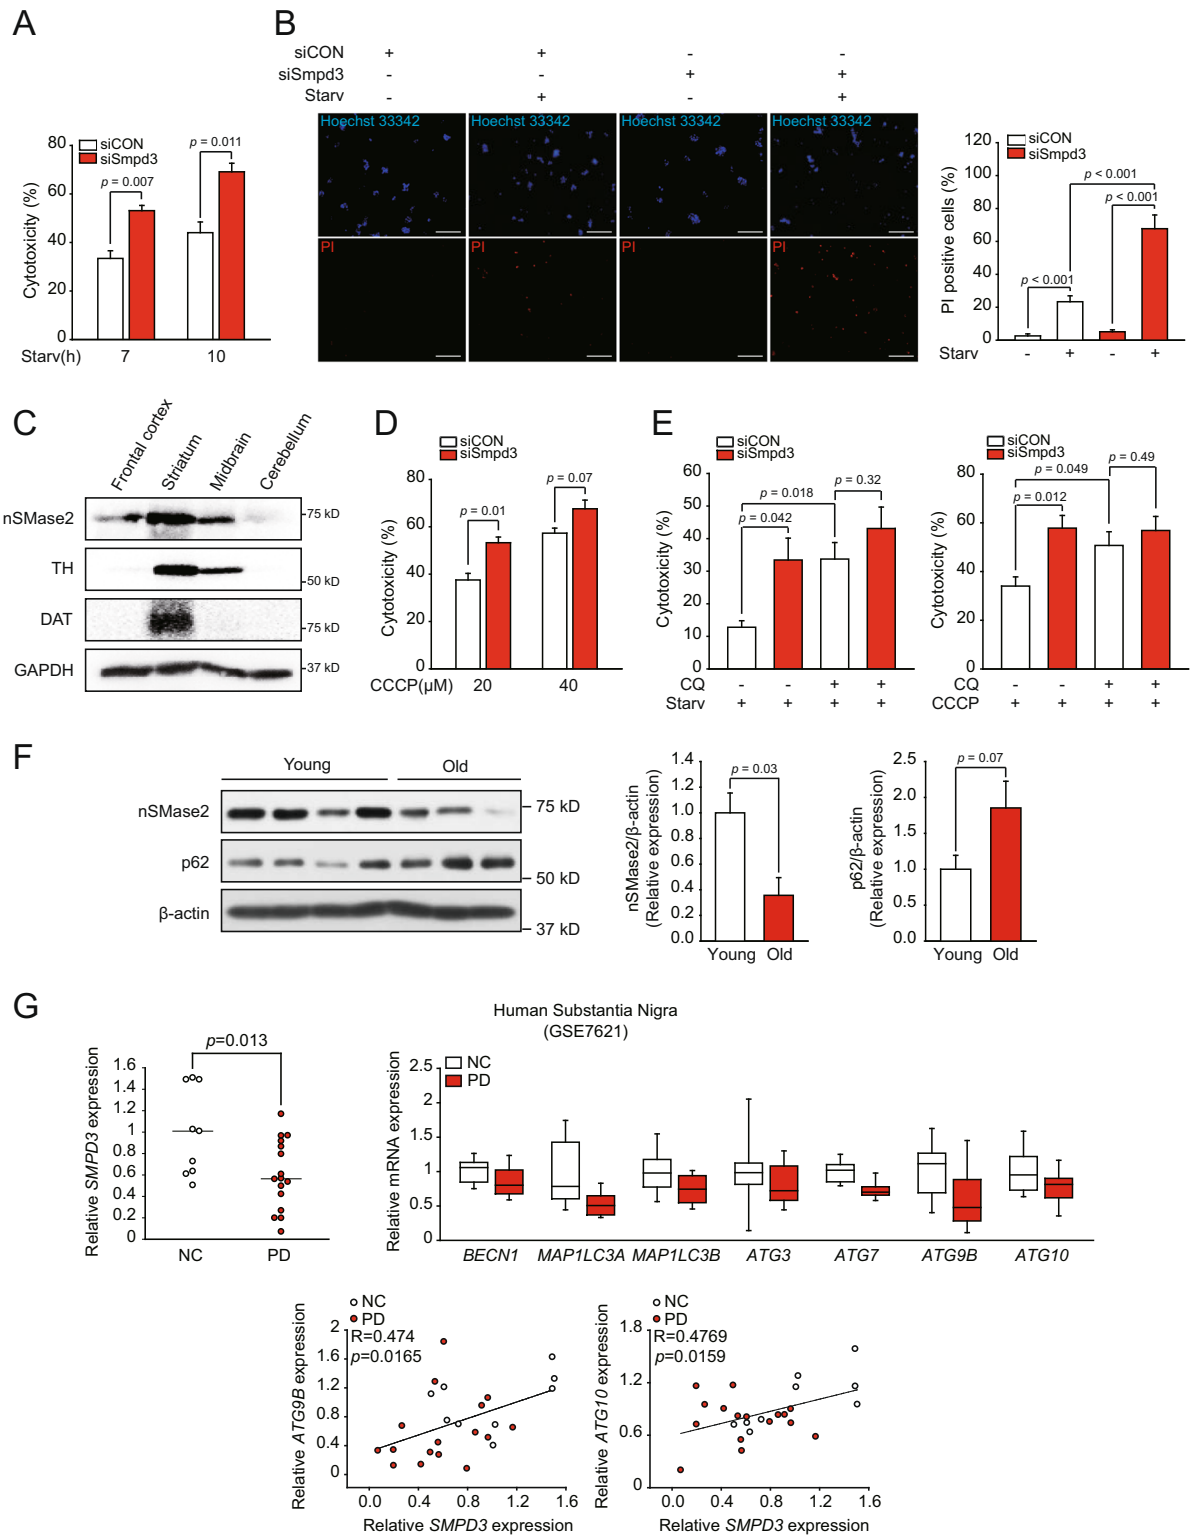 A
siCON
siSmpd3
Cytotoxicity (%)
80
60
40
20
0
p = 0.007
p = 0.011
Starv(h)
7
10
B
siCON + + - -
siSmpd3 - - + +
Starv - + - +
Hoechst 33342
Hoechst 33342
Hoechst 33342
Hoechst 33342
PI
PI
PI
PI
siCON
siSmpd3
PI positive cells (%)
120
100
80
60
40
20
0
p < 0.001
p < 0.001
p < 0.001
Starv - + - +
C
Frontal cortex
Striatum
Midbrain
Cerebellum
nSMase2
75 kD
TH
50 kD
DAT
75 kD
GAPDH
37 kD
D
siCON
siSmpd3
Cytotoxicity (%)
80
60
40
20
0
p = 0.01
p = 0.07
CCCP(µM)
20
40
E
siCON
siSmpd3
Cytotoxicity (%)
60
50
40
30
20
10
0
p = 0.018
p = 0.32
p = 0.042
CQ - - + +
Starv + + + +
siCON
siSmpd3
Cytotoxicity (%)
80
60
40
20
0
p = 0.049
p = 0.49
p = 0.012
CQ - - + +
CCCP + + + +
F
Young
Old
nSMase2
75 kD
p62
50 kD
β-actin
37 kD
nSMase2/β-actin
(Relative expression)
1.4
1.2
1.0
0.8
0.6
0.4
0.2
0.0
p = 0.03
Young Old
p62/β-actin
(Relative expression)
2.5
2.0
1.5
1.0
0.5
0.0
p = 0.07
Young Old
G
Human Substantia Nigra
(GSE7621)
Relative SMPD3 expression
p=0.013
1.6
1.4
1.2
1
0.8
0.6
0.4
0.2
0
NC
PD
NC
PD
Relative mRNA expression
2.5
2
1.5
1
0.5
0
BECN1 MAP1LC3A MAP1LC3B ATG3 ATG7 ATG9B ATG10
NC
PD
R=0.474
p=0.0165
Relative ATG9B expression
2
1.6
1.2
0.8
0.4
0
0.0 0.4 0.8 1.2 1.6
Relative SMPD3 expression
NC
PD
R=0.4769
p=0.0159
Relative ATG10 expression
1.8
1.2
0.6
0
0.0 0.4 0.8 1.2 1.6
Relative SMPD3 expression